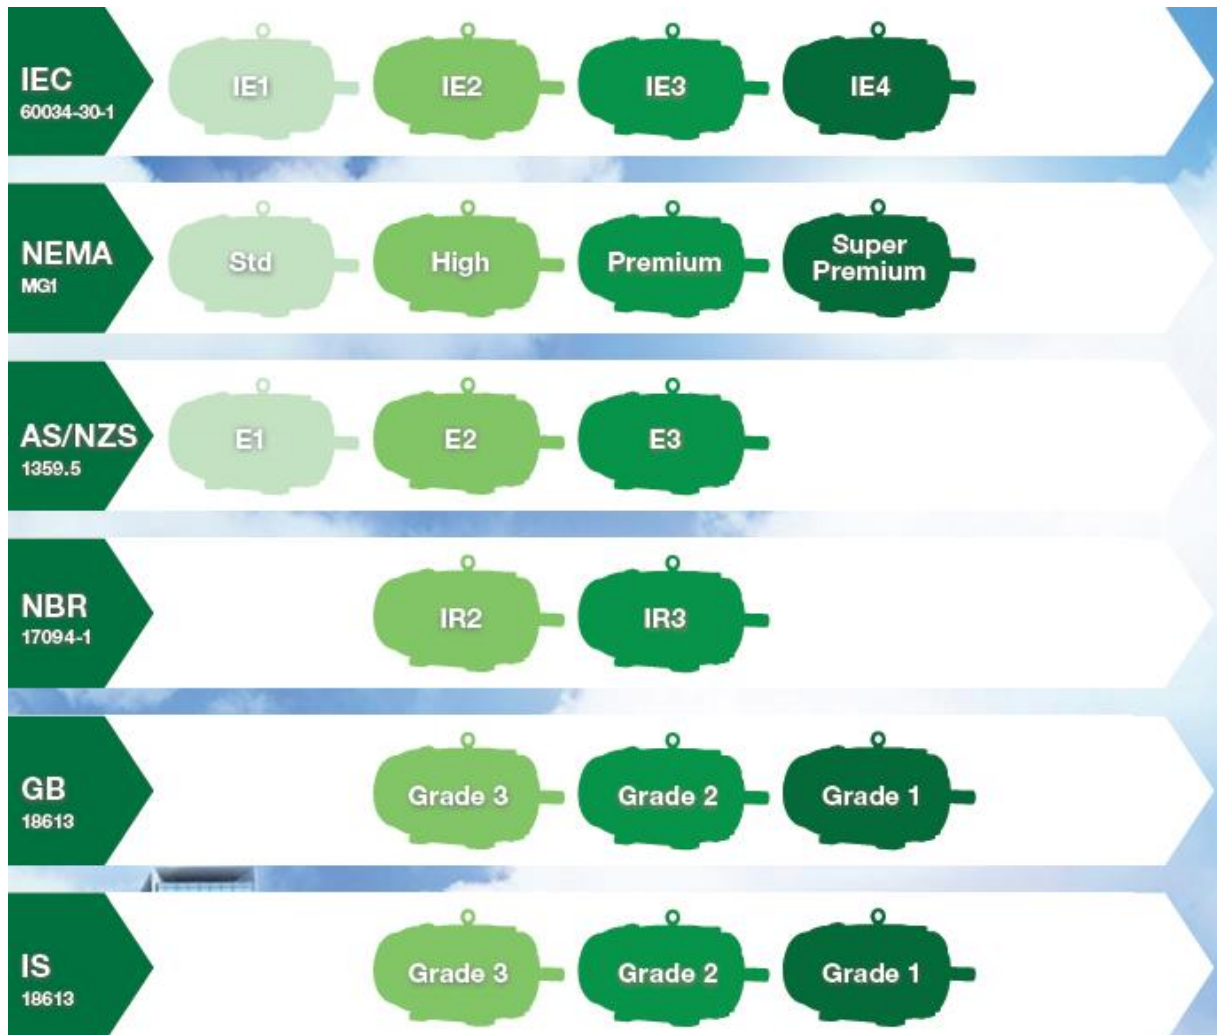 IEC
60034-30-1
IE1
IE2
IE3
IE4
NEMA
MG1
Std
High
Premium
Super
Premium
AS/NZS
1359.5
E1
E2
E3
NBR
17094-1
IR2
IR3
GB
18613
Grade 3
Grade 2
Grade 1
IS
18613
Grade 3
Grade 2
Grade 1